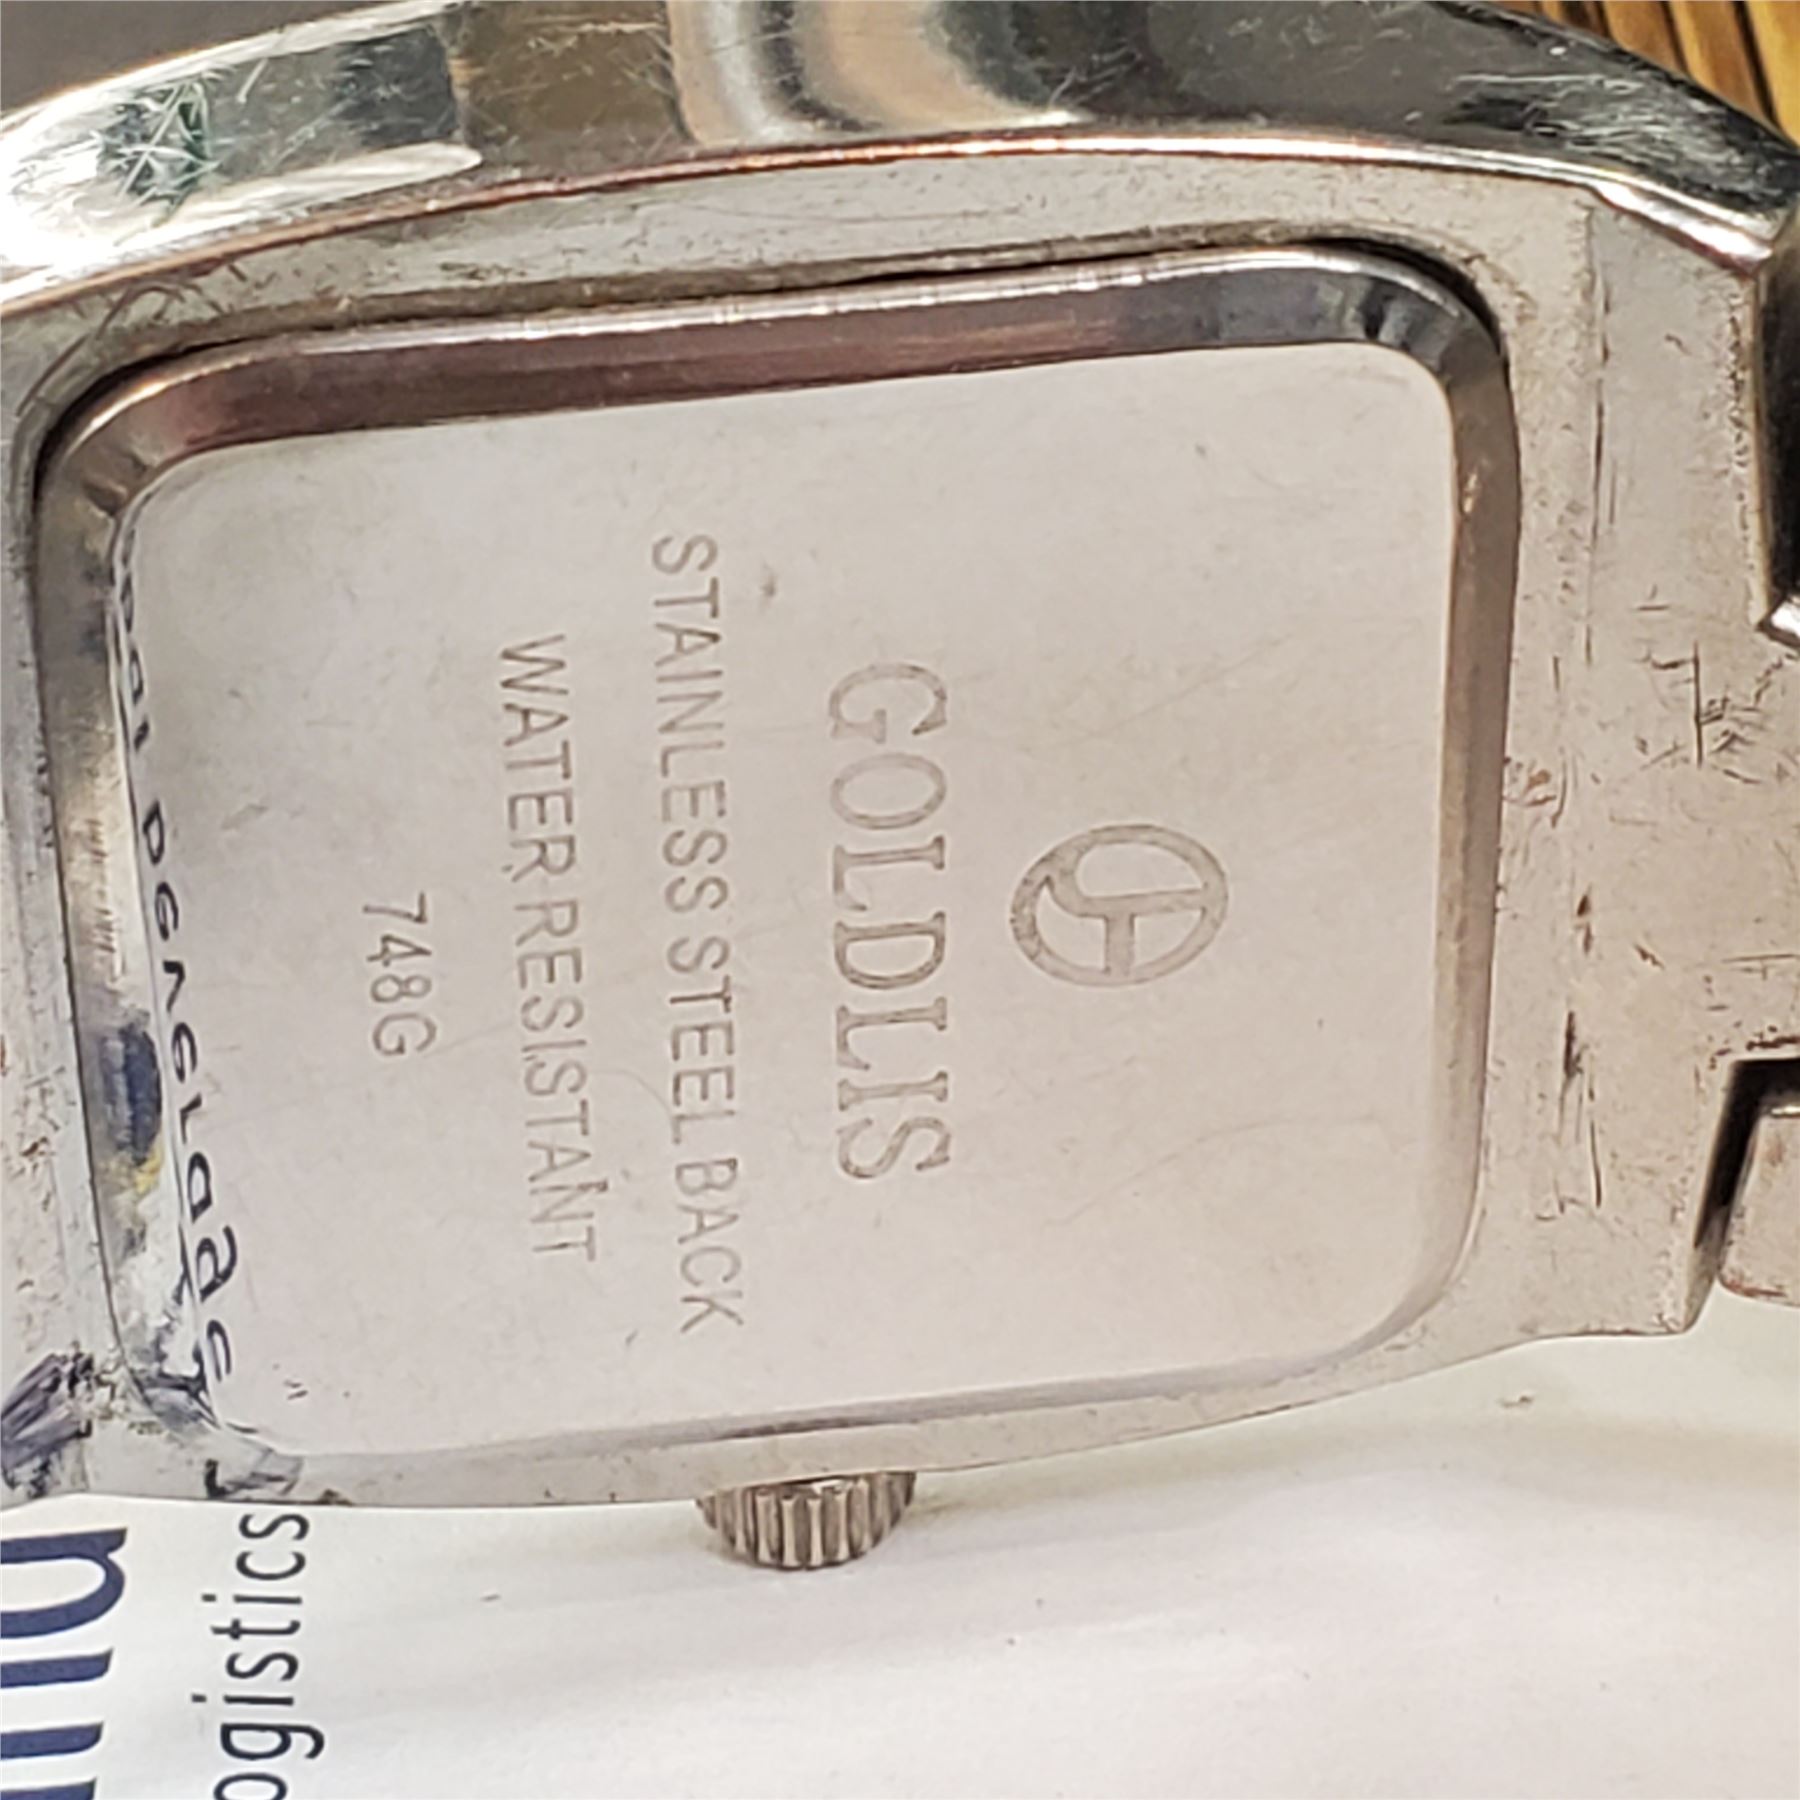 GOLDLIS
STAINLESS STEEL BACK
WATER RESISTANT
748G
ogistics